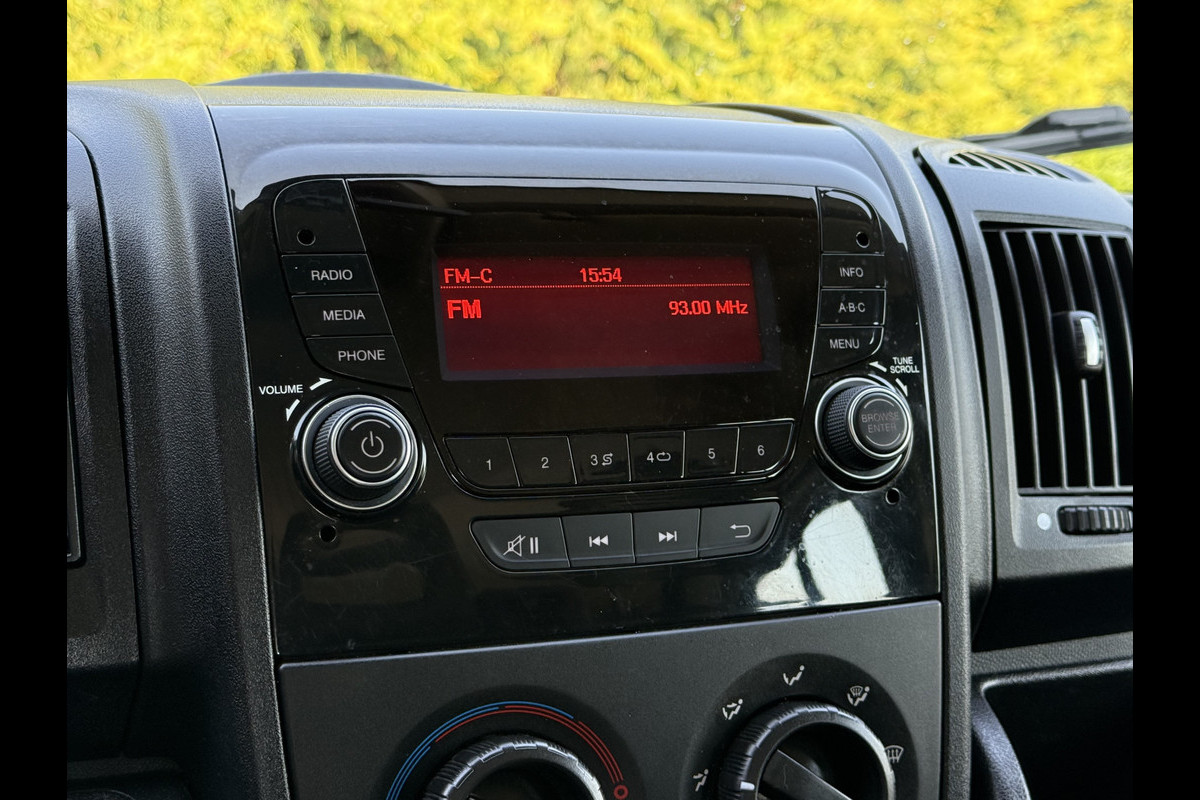 RADIO
MEDIA
PHONE
VOLUME
FM-C 15:54
FM 93.00 MHz
INFO
A·B·C
MENU
TUNE
SCROLL
BROWSE
ENTER
1 2 3 4 5 6